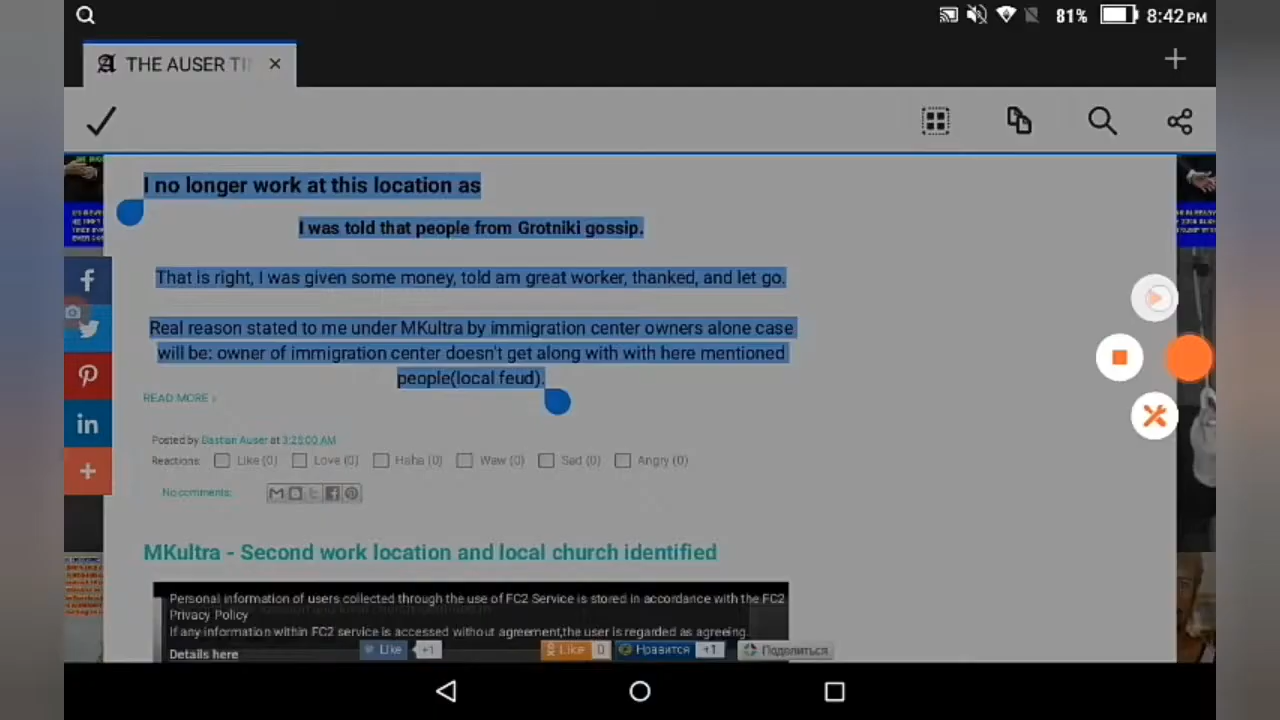 81% 8:42 PM
THE AUSER TI
I no longer work at this location as
I was told that people from Grotniki gossip.
That is right, I was given some money, told am great worker, thanked, and let go.
Real reason stated to me under MKultra by immigration center owners alone case
will be: owner of immigration center doesn't get along with with here mentioned
people(local feud).
READ MORE »
Posted by Bastian Auser at 3:25:00 AM
Reactions: Like (0) Love (0) Haha (0) Wow (0) Sad (0) Angry (0)
No comments:
MKultra - Second work location and local church identified
Personal information of users collected through the use of FC2 Service is stored in accordance with the FC2
Privacy Policy
If any information within FC2 service is accessed without agreement,the user is regarded as agreeing.
Details here
Like +1 Like 0 Нравится +1 Поделиться